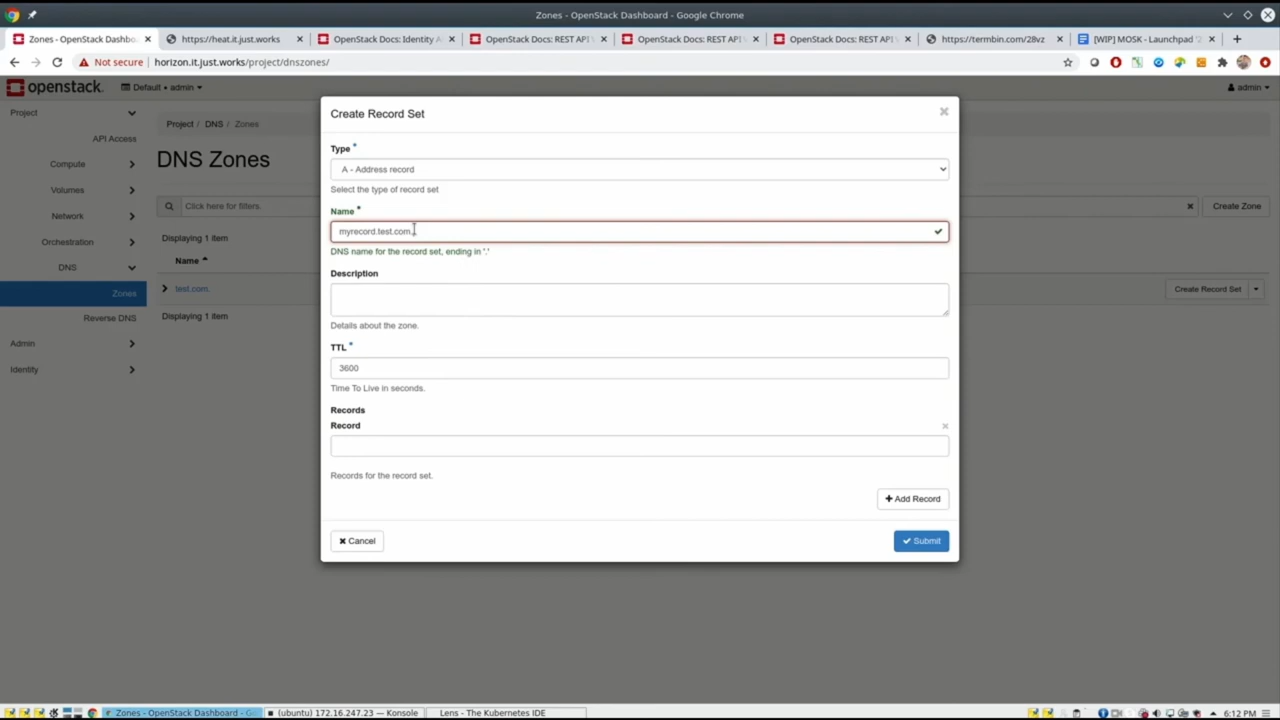 Zones - OpenStack Dashboard - Google Chrome
Zones - OpenStack Dashbo
https://heat.it.just.works
OpenStack Docs: Identity A
OpenStack Docs: REST API V
OpenStack Docs: REST API V
OpenStack Docs: REST API V
https://termbin.com/28vz
[WIP] MOSK - Launchpad '2
Not secure
horizon.it.just.works/project/dnszones/
openstack.
Default • admin
admin
Project
API Access
Compute
Volumes
Network
Orchestration
DNS
Zones
Reverse DNS
Admin
Identity
Project / DNS / Zones
DNS Zones
Click here for filters.
Create Zone
Displaying 1 item
Name
test.com.
Create Record Set
Displaying 1 item
Create Record Set
Type *
A - Address record
Select the type of record set
Name *
myrecord.test.com.
DNS name for the record set, ending in '.'
Description
Details about the zone.
TTL *
3600
Time To Live in seconds.
Records
Record
Records for the record set.
Add Record
Cancel
Submit
Zones - OpenStack Dashboard - G
(ubuntu) 172.16.247.23 — Konsole
Lens - The Kubernetes IDE
6:12 PM